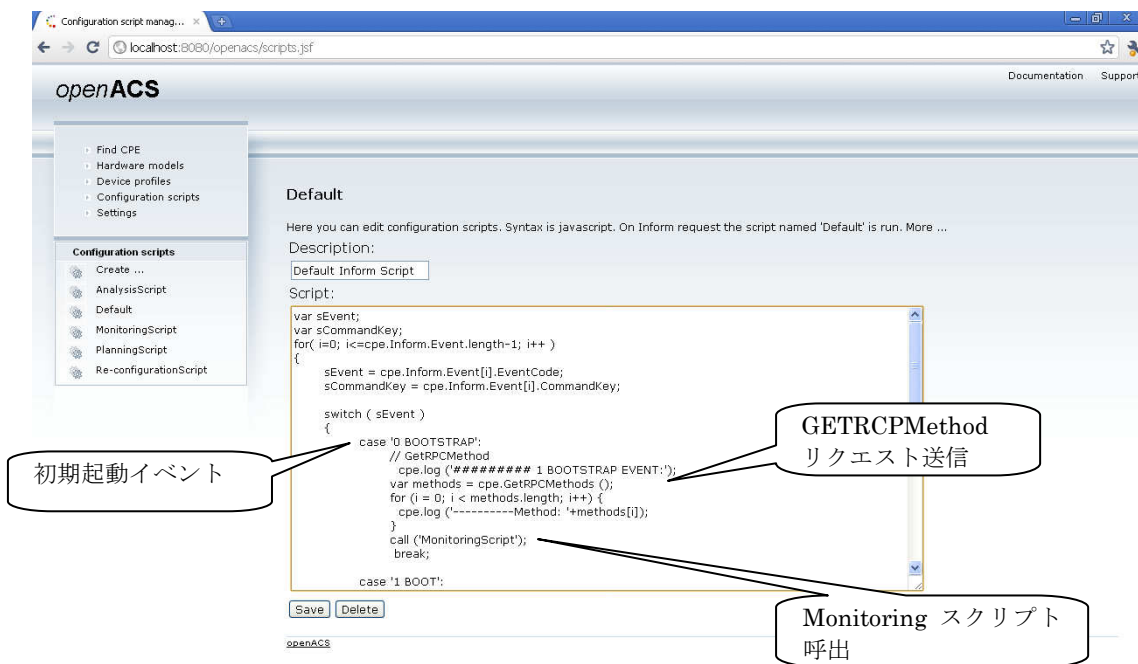 Configuration script manag...
localhost:8080/openacs/scripts.jsf
Documentation Support
openACS
Find CPE
Hardware models
Device profiles
Configuration scripts
Settings
Configuration scripts
Create ...
AnalysisScript
Default
MonitoringScript
PlanningScript
Re-configurationScript
Default
Here you can edit configuration scripts. Syntax is javascript. On Inform request the script named 'Default' is run. More ...
Description:
Default Inform Script
Script:
var sEvent;
var sCommandKey;
for( i=0; i<=cpe.Inform.Event.length-1; i++ )
{
sEvent = cpe.Inform.Event[i].EventCode;
sCommandKey = cpe.Inform.Event[i].CommandKey;
switch ( sEvent )
{
case '0 BOOTSTRAP':
// GetRPCMethod
cpe.log ('######### 1 BOOTSTRAP EVENT:');
var methods = cpe.GetRPCMethods ();
for (i = 0; i < methods.length; i++) {
cpe.log ('----------Method: '+methods[i]);
}
call ('MonitoringScript');
break;
case '1 BOOT':
初期起動イベント
GETRCPMethod
リクエスト送信
Monitoring スクリプト
呼出
Save Delete
openACS